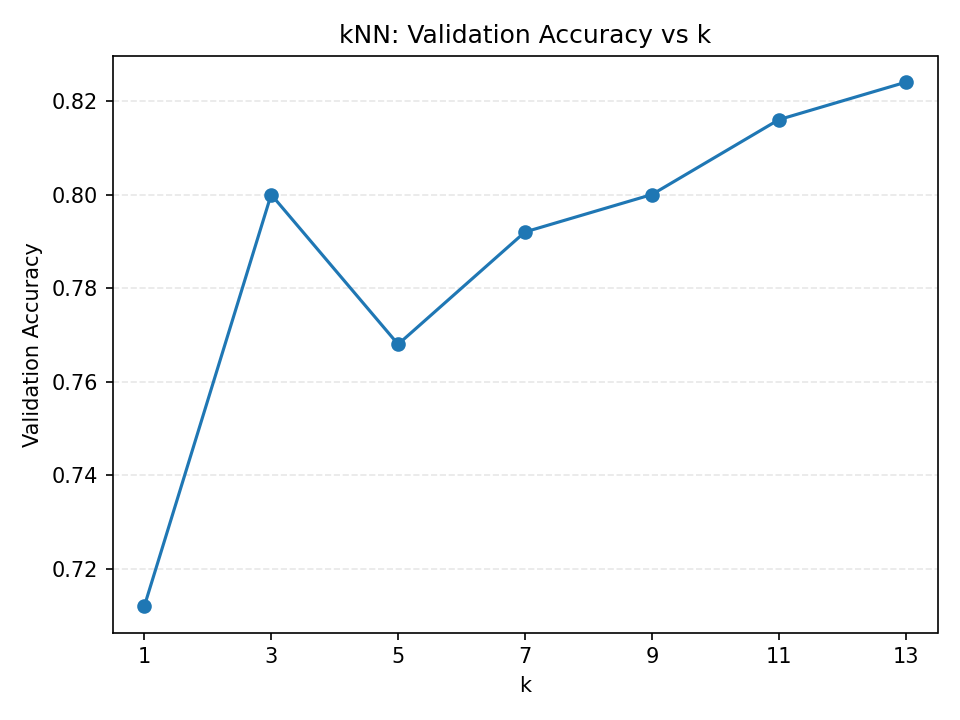 kNN: Validation Accuracy vs k
Validation Accuracy
0.82
0.80
0.78
0.76
0.74
0.72
1 3 5 7 9 11 13
k